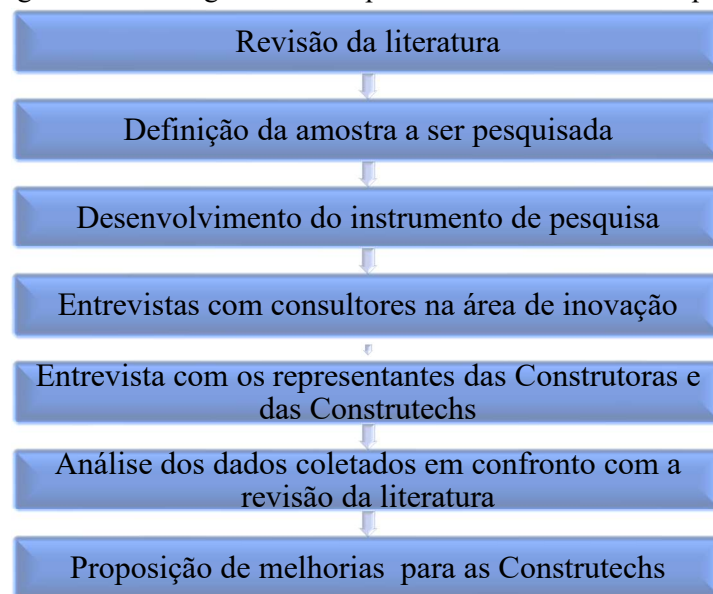 Revisão da literatura
Definição da amostra a ser pesquisada
Desenvolvimento do instrumento de pesquisa
Entrevistas com consultores na área de inovação
Entrevista com os representantes das Construtoras e
das Construtechs
Análise dos dados coletados em confronto com a
revisão da literatura
Proposição de melhorias para as Construtechs